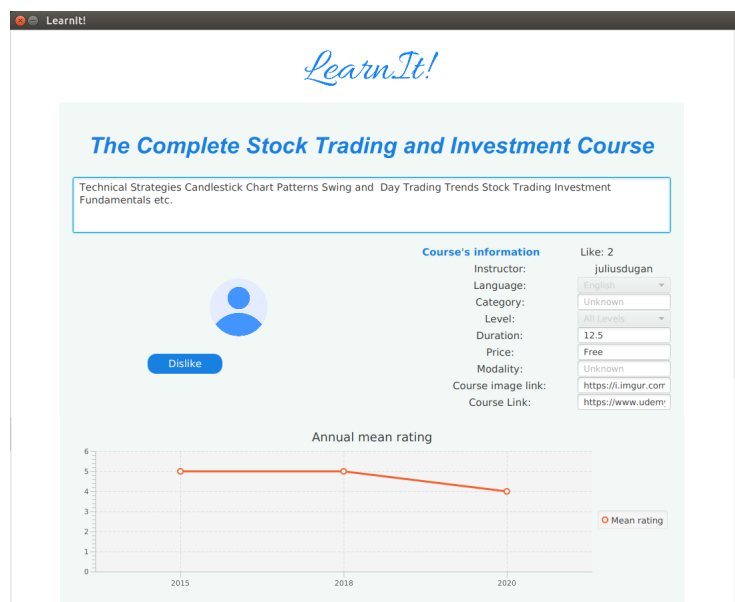 LearnIt!
LearnIt!
The Complete Stock Trading and Investment Course
Technical Strategies Candlestick Chart Patterns Swing and  Day Trading Trends Stock Trading Investment
Fundamentals etc.
Course's information Like: 2
Instructor: juliusdugan
Language: English
Category: Unknown
Level: All Levels
Duration: 12.5
Dislike
Price: Free
Modality: Unknown
Course image link: https://i.imgur.com
Course Link: https://www.udemy
Annual mean rating
6
5
4
3
2
1
0
2015 2018 2020
Mean rating